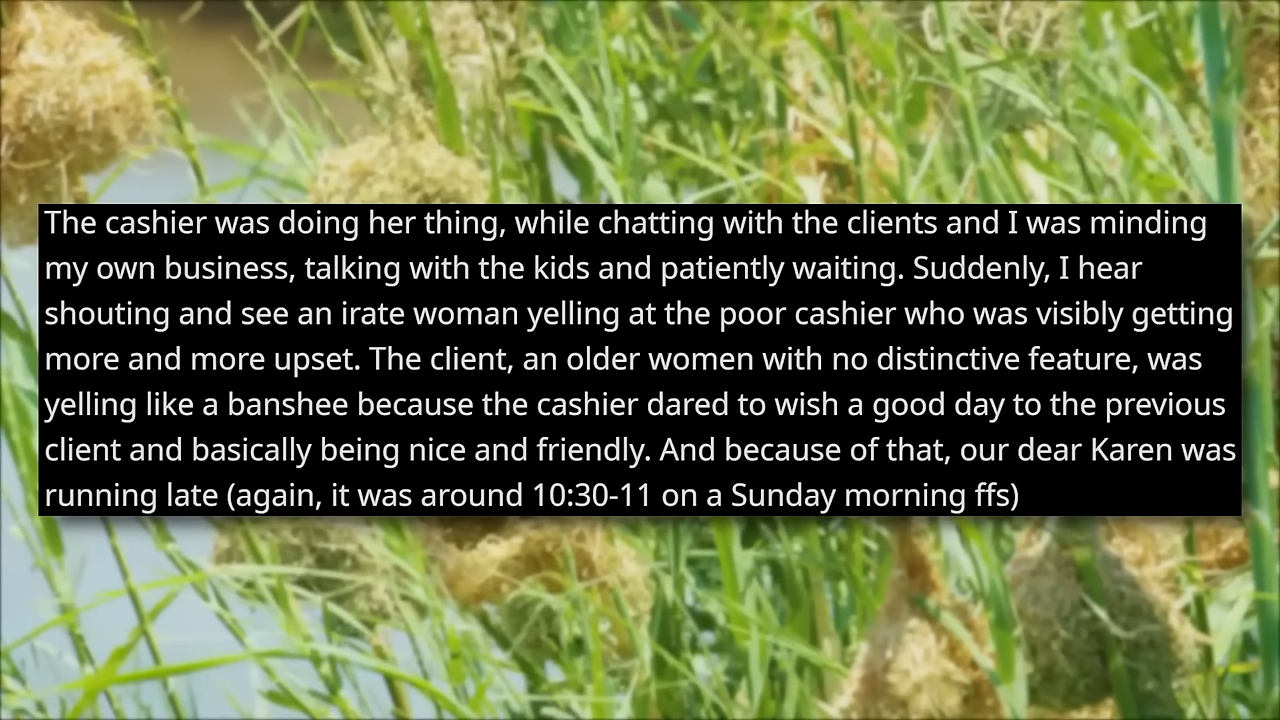 The cashier was doing her thing, while chatting with the clients and I was minding
my own business, talking with the kids and patiently waiting. Suddenly, I hear
shouting and see an irate woman yelling at the poor cashier who was visibly getting
more and more upset. The client, an older women with no distinctive feature, was
yelling like a banshee because the cashier dared to wish a good day to the previous
client and basically being nice and friendly. And because of that, our dear Karen was
running late (again, it was around 10:30-11 on a Sunday morning ffs)